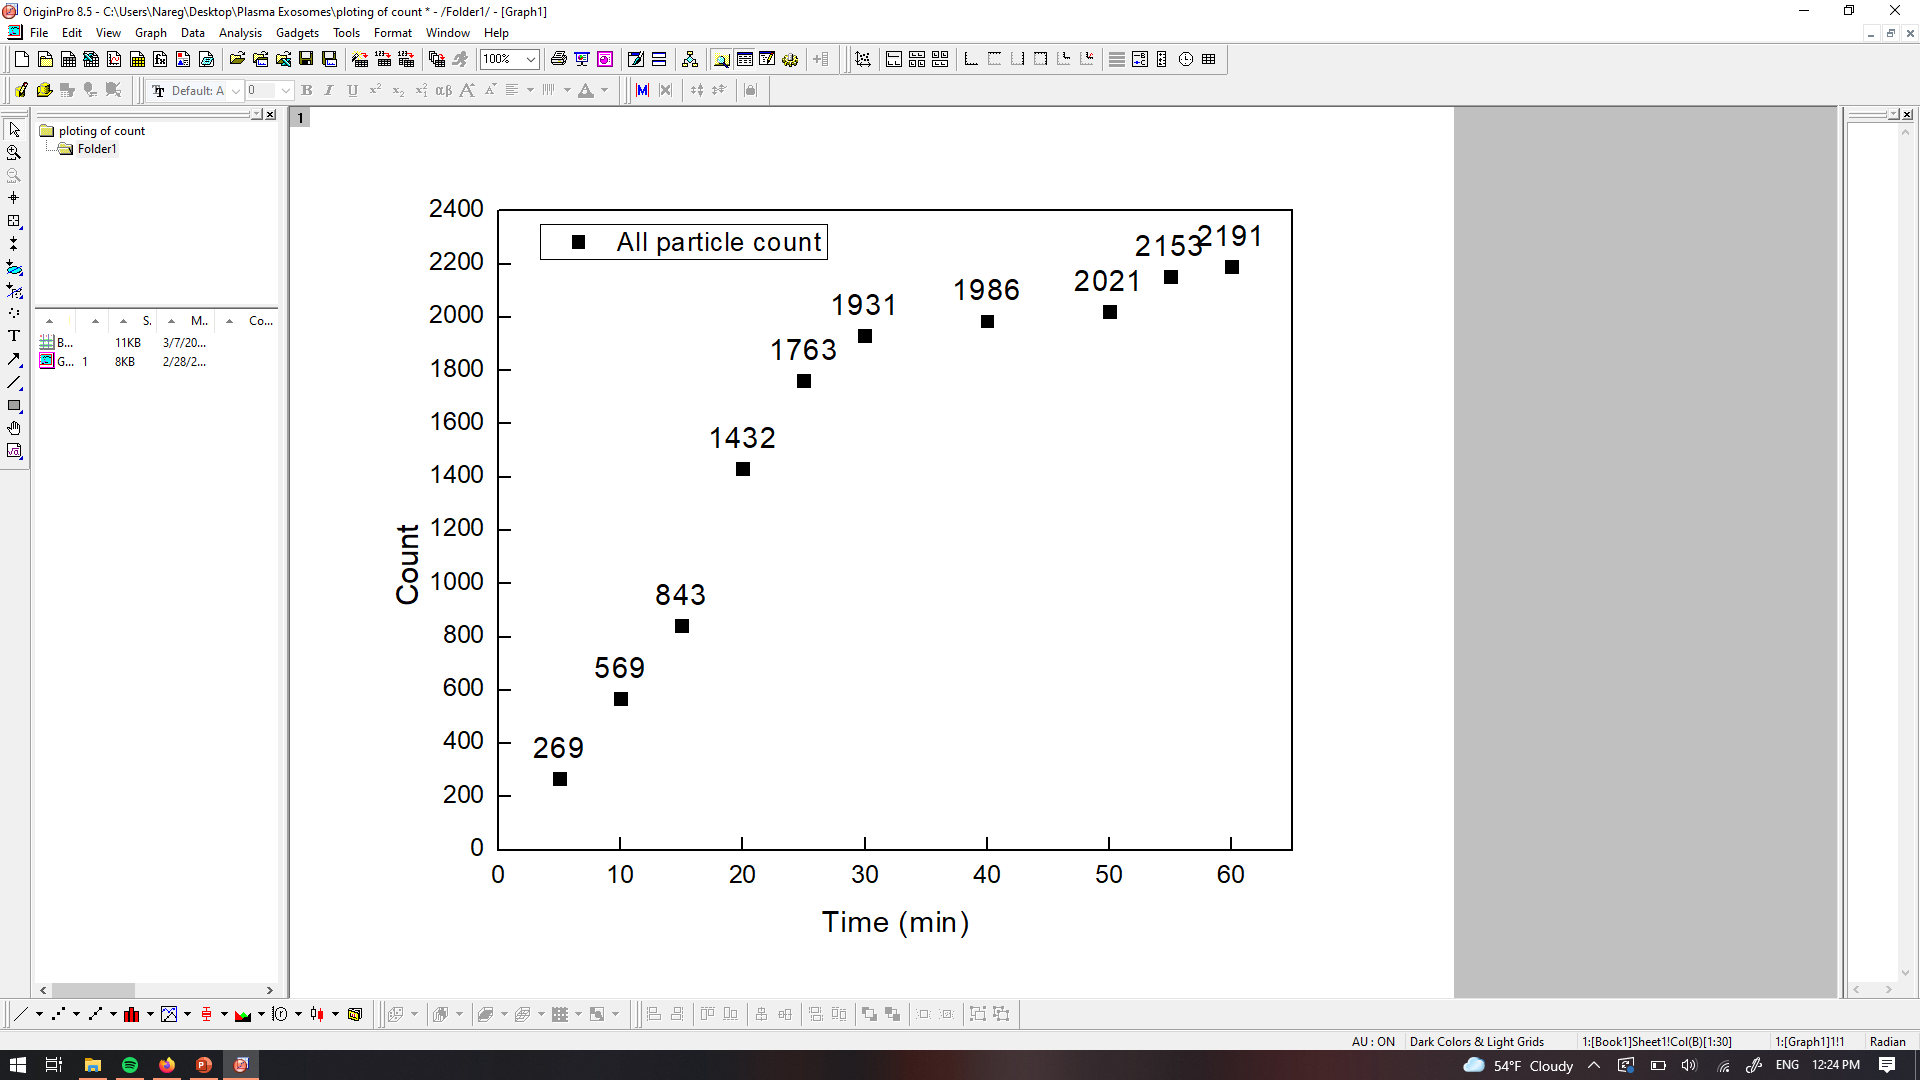 OriginPro 8.5 - C:\Users\Nareg\Desktop\Plasma Exosomes\ploting of count * - /Folder1/ - [Graph1]
File Edit View Graph Data Analysis Gadgets Tools Format Window Help
100%
Default: A 0
ploting of count
Folder1
S. M.. Co...
B... 11KB 3/7/20...
G... 1 8KB 2/28/2...
1
All particle count
2400
2200
2000
1800
1600
1400
1200
1000
800
600
400
200
0
Count
269
569
843
1432
1763
1931
1986
2021
2153
2191
0 10 20 30 40 50 60
Time (min)
AU : ON Dark Colors & Light Grids 1:[Book1]Sheet1!Col(B)[1:30] 1:[Graph1]1!1 Radian
54°F Cloudy ENG 12:24 PM